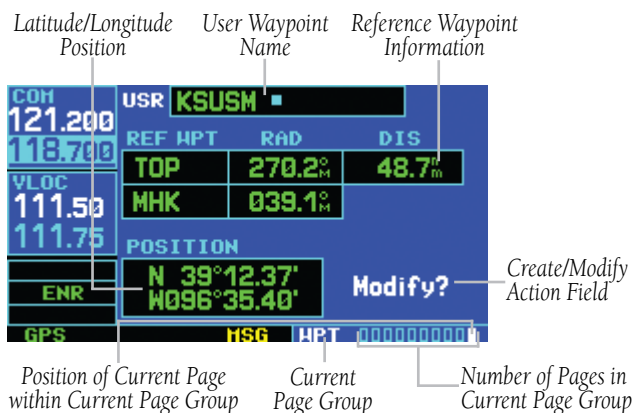 Latitude/Longitude Position
User Waypoint Name
Reference Waypoint Information
COM
121.200
118.700
VLOC
111.50
111.75
ENR
GPS
USR KSUSM
REF WPT RAD DIS
TOP 270.2°M 48.7nm
MHK 039.1°M
POSITION
N 39°12.37'
W096°35.40'
Modify?
Create/Modify Action Field
MSG WPT
Position of Current Page within Current Page Group
Current Page Group
Number of Pages in Current Page Group